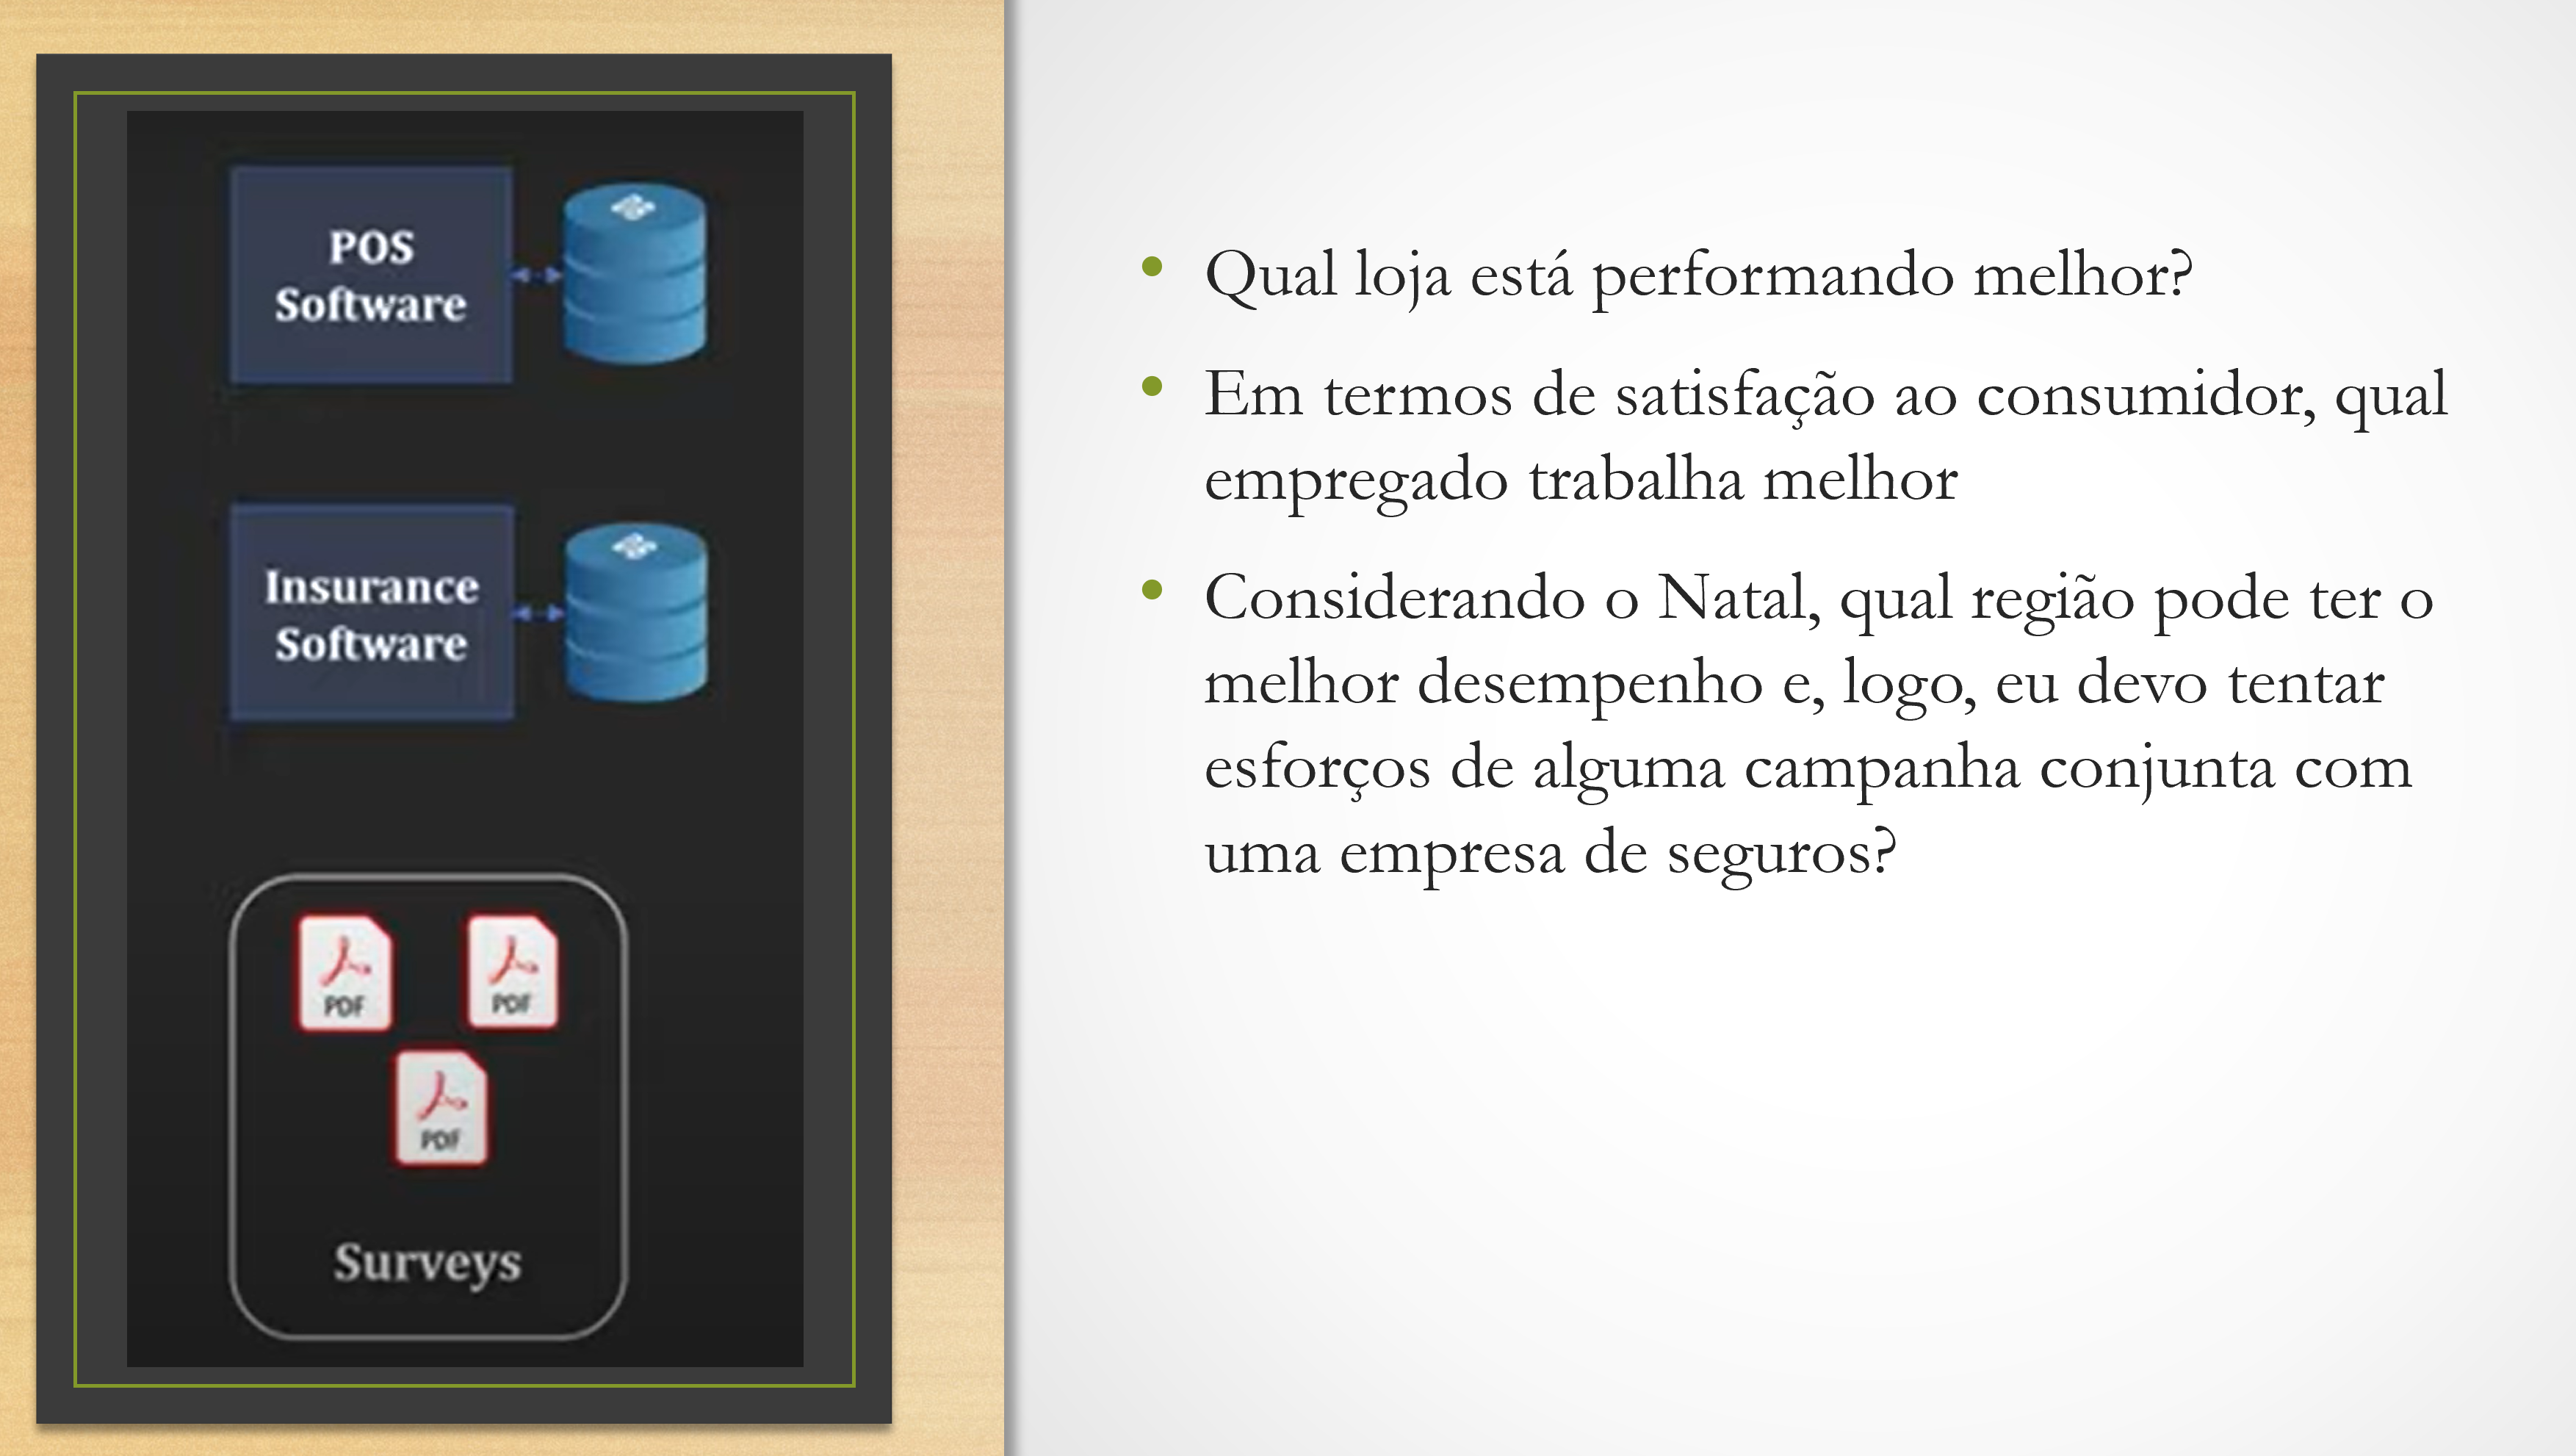 POS
Software
Insurance
Software
PDF
PDF
PDF
Surveys
• Qual loja está performando melhor?
• Em termos de satisfação ao consumidor, qual
empregado trabalha melhor
• Considerando o Natal, qual região pode ter o
melhor desempenho e, logo, eu devo tentar
esforços de alguma campanha conjunta com
uma empresa de seguros?